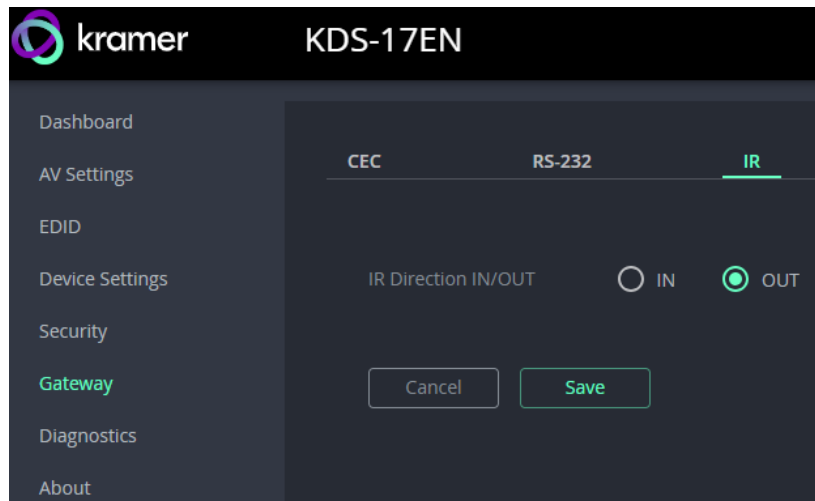 kramer KDS-17EN
Dashboard
AV Settings
EDID
Device Settings
Security
Gateway
Diagnostics
About
CEC RS-232 IR
IR Direction IN/OUT IN OUT
Cancel Save